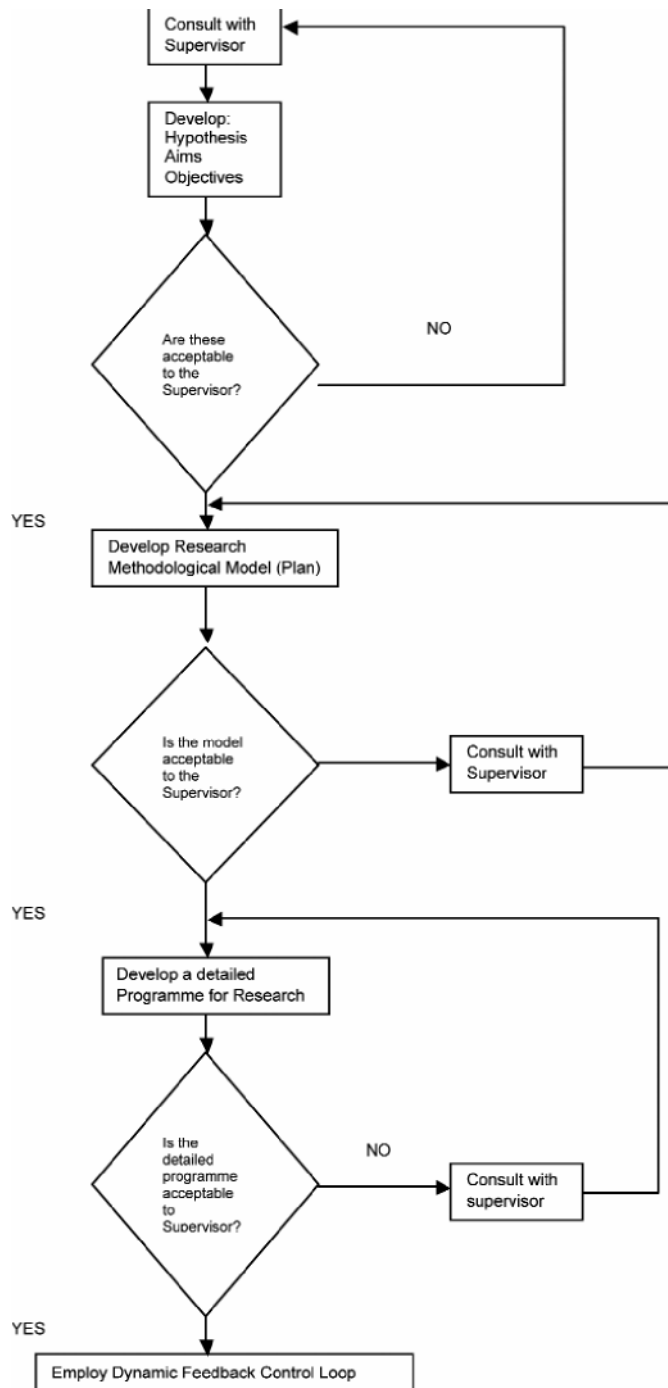 Consult with
Supervisor
Develop:
Hypothesis
Aims
Objectives
Are these
acceptable
to the
Supervisor?
NO
YES
Develop Research
Methodological Model (Plan)
Is the model
acceptable
to the
Supervisor?
Consult with
Supervisor
YES
Develop a detailed
Programme for Research
Is the
detailed
programme
acceptable
to
Supervisor?
NO
Consult with
supervisor
YES
Employ Dynamic Feedback Control Loop